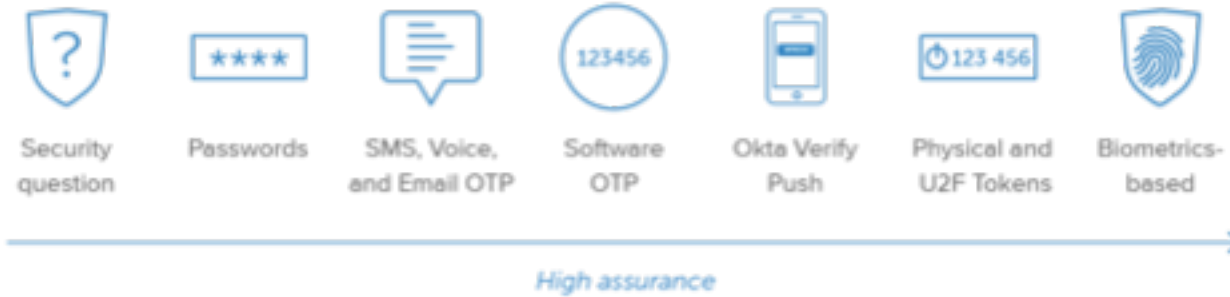 ?
****
123456
123 456
Security
question
Passwords
SMS, Voice,
and Email OTP
Software
OTP
Okta Verify
Push
Physical and
U2F Tokens
Biometrics-
based
High assurance